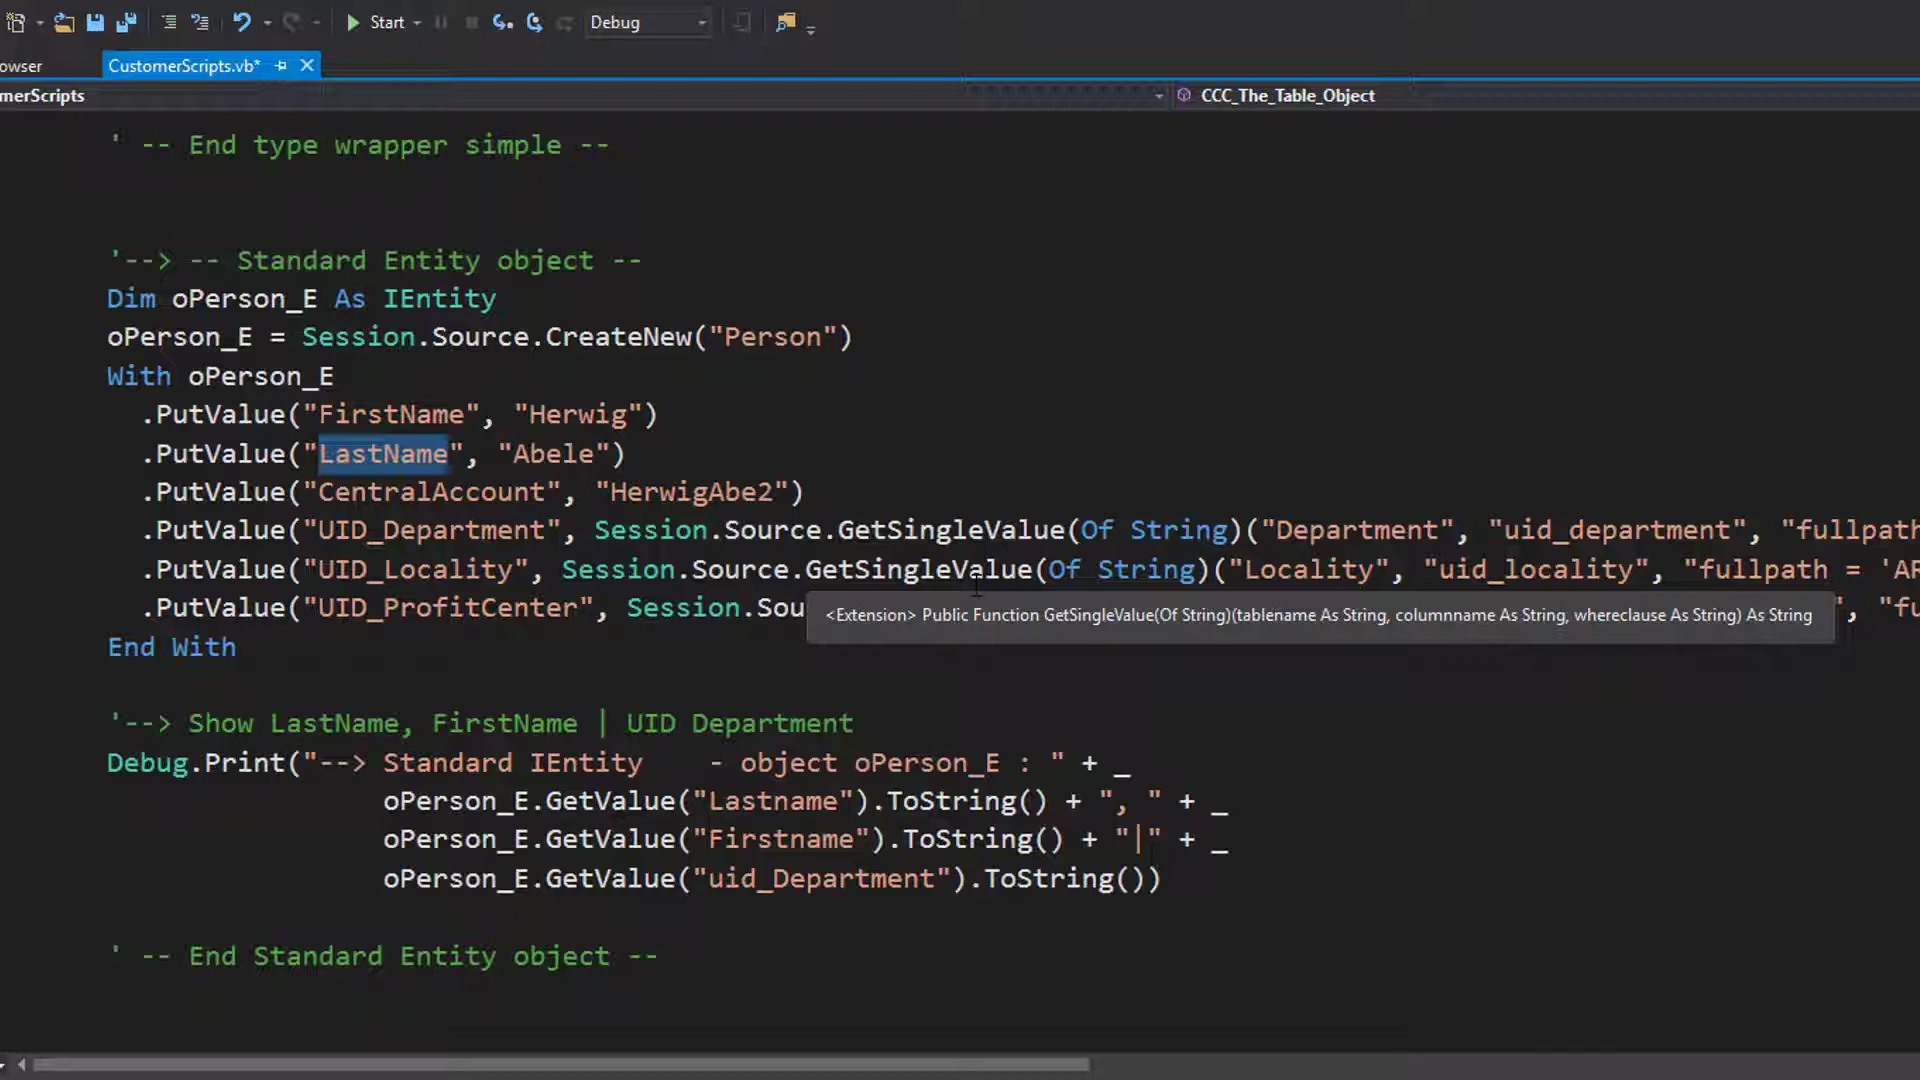 Start
Debug
owser
CustomerScripts.vb*
merScripts
CCC_The_Table_Object
' -- End type wrapper simple --
'--> -- Standard Entity object --
Dim oPerson_E As IEntity
oPerson_E = Session.Source.CreateNew("Person")
With oPerson_E
.PutValue("FirstName", "Herwig")
.PutValue("LastName", "Abele")
.PutValue("CentralAccount", "HerwigAbe2")
.PutValue("UID_Department", Session.Source.GetSingleValue(Of String)("Department", "uid_department", "fullpath
.PutValue("UID_Locality", Session.Source.GetSingleValue(Of String)("Locality", "uid_locality", "fullpath = 'AR
.PutValue("UID_ProfitCenter", Session.Sou ", "fu
<Extension> Public Function GetSingleValue(Of String)(tablename As String, columnname As String, whereclause As String) As String
End With
'--> Show LastName, FirstName | UID Department
Debug.Print("--> Standard IEntity - object oPerson_E : " + _
oPerson_E.GetValue("Lastname").ToString() + ", " + _
oPerson_E.GetValue("Firstname").ToString() + "|" + _
oPerson_E.GetValue("uid_Department").ToString())
' -- End Standard Entity object --